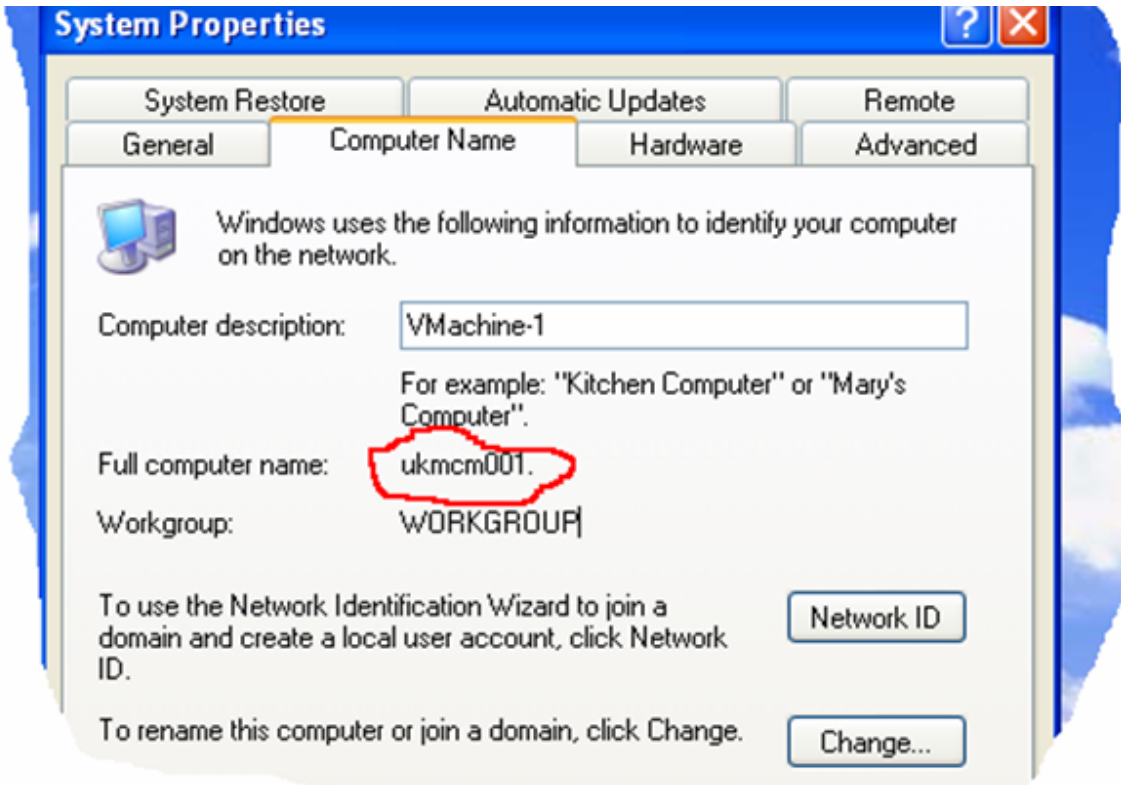 System Properties
System Restore Automatic Updates Remote
General Computer Name Hardware Advanced
Windows uses the following information to identify your computer
on the network.
Computer description: VMachine-1
For example: "Kitchen Computer" or "Mary's
Computer".
Full computer name: ukmcm001.
Workgroup: WORKGROUP
To use the Network Identification Wizard to join a
domain and create a local user account, click Network
ID.
Network ID
To rename this computer or join a domain, click Change.
Change...